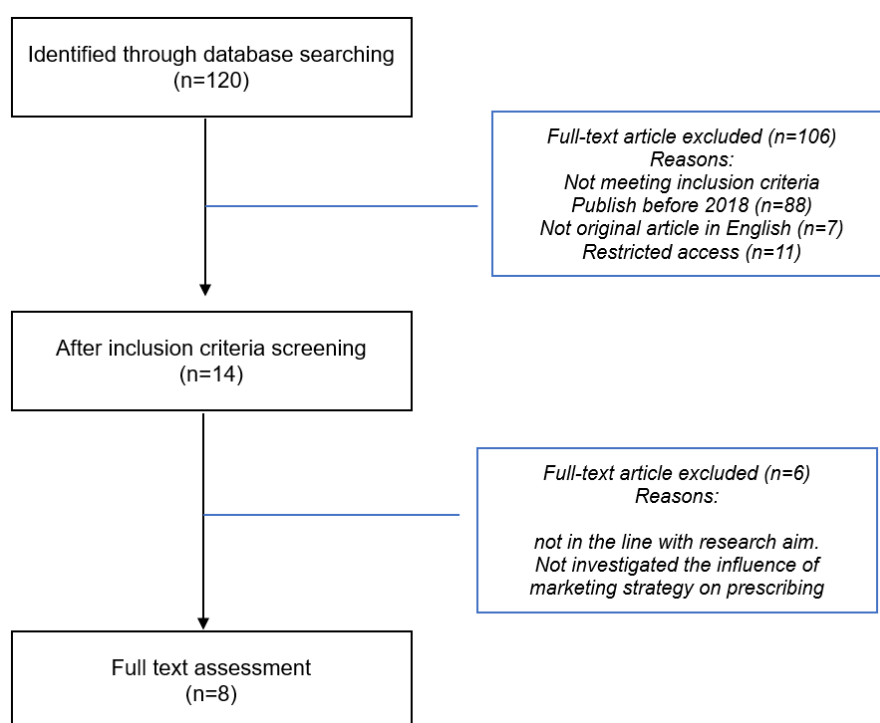 Identified through database searching
(n=120)
Full-text article excluded (n=106)
Reasons:
Not meeting inclusion criteria
Publish before 2018 (n=88)
Not original article in English (n=7)
Restricted access (n=11)
After inclusion criteria screening
(n=14)
Full-text article excluded (n=6)
Reasons:
not in the line with research aim.
Not investigated the influence of
marketing strategy on prescribing
Full text assessment
(n=8)